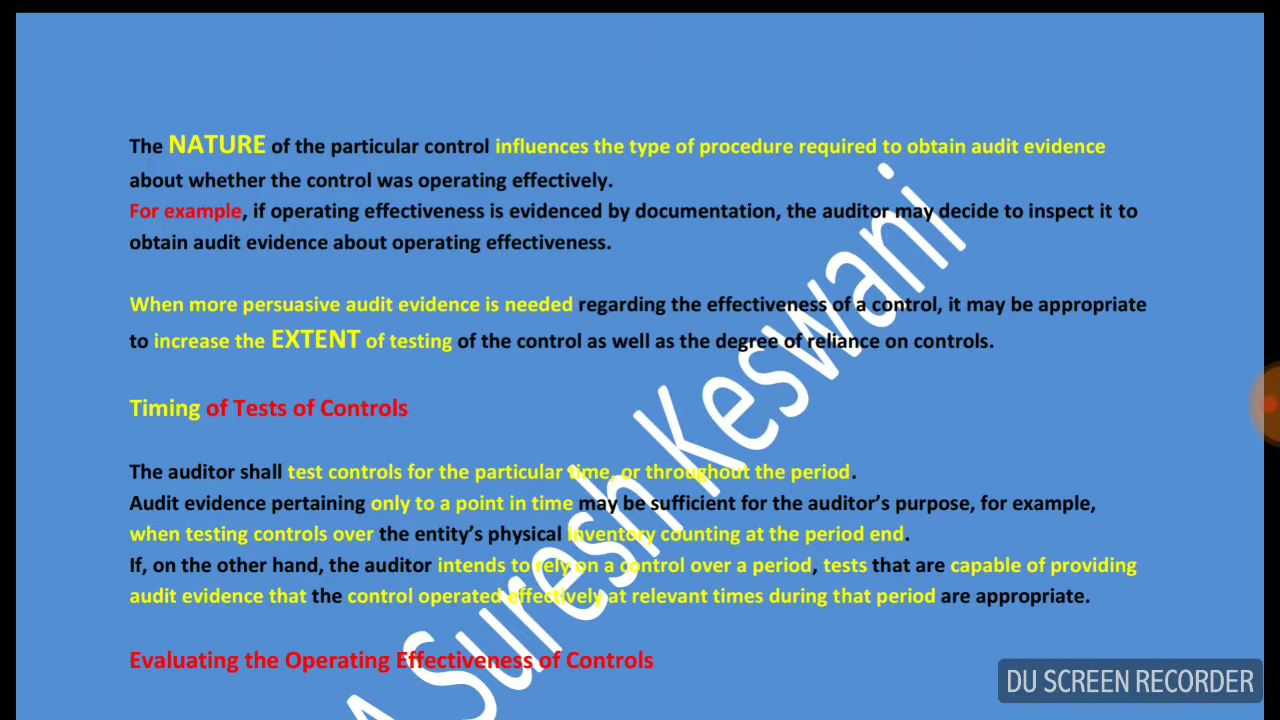 The NATURE of the particular control influences the type of procedure required to obtain audit evidence
about whether the control was operating effectively.
For example, if operating effectiveness is evidenced by documentation, the auditor may decide to inspect it to
obtain audit evidence about operating effectiveness.
When more persuasive audit evidence is needed regarding the effectiveness of a control, it may be appropriate
to increase the EXTENT of testing of the control as well as the degree of reliance on controls.
Timing of Tests of Controls
The auditor shall test controls for the particular time, or throughout the period.
Audit evidence pertaining only to a point in time may be sufficient for the auditor's purpose, for example,
when testing controls over the entity's physical inventory counting at the period end.
If, on the other hand, the auditor intends to rely on a control over a period, tests that are capable of providing
audit evidence that the control operated effectively at relevant times during that period are appropriate.
Evaluating the Operating Effectiveness of Controls
Suresh Keswani
DU SCREEN RECORDER